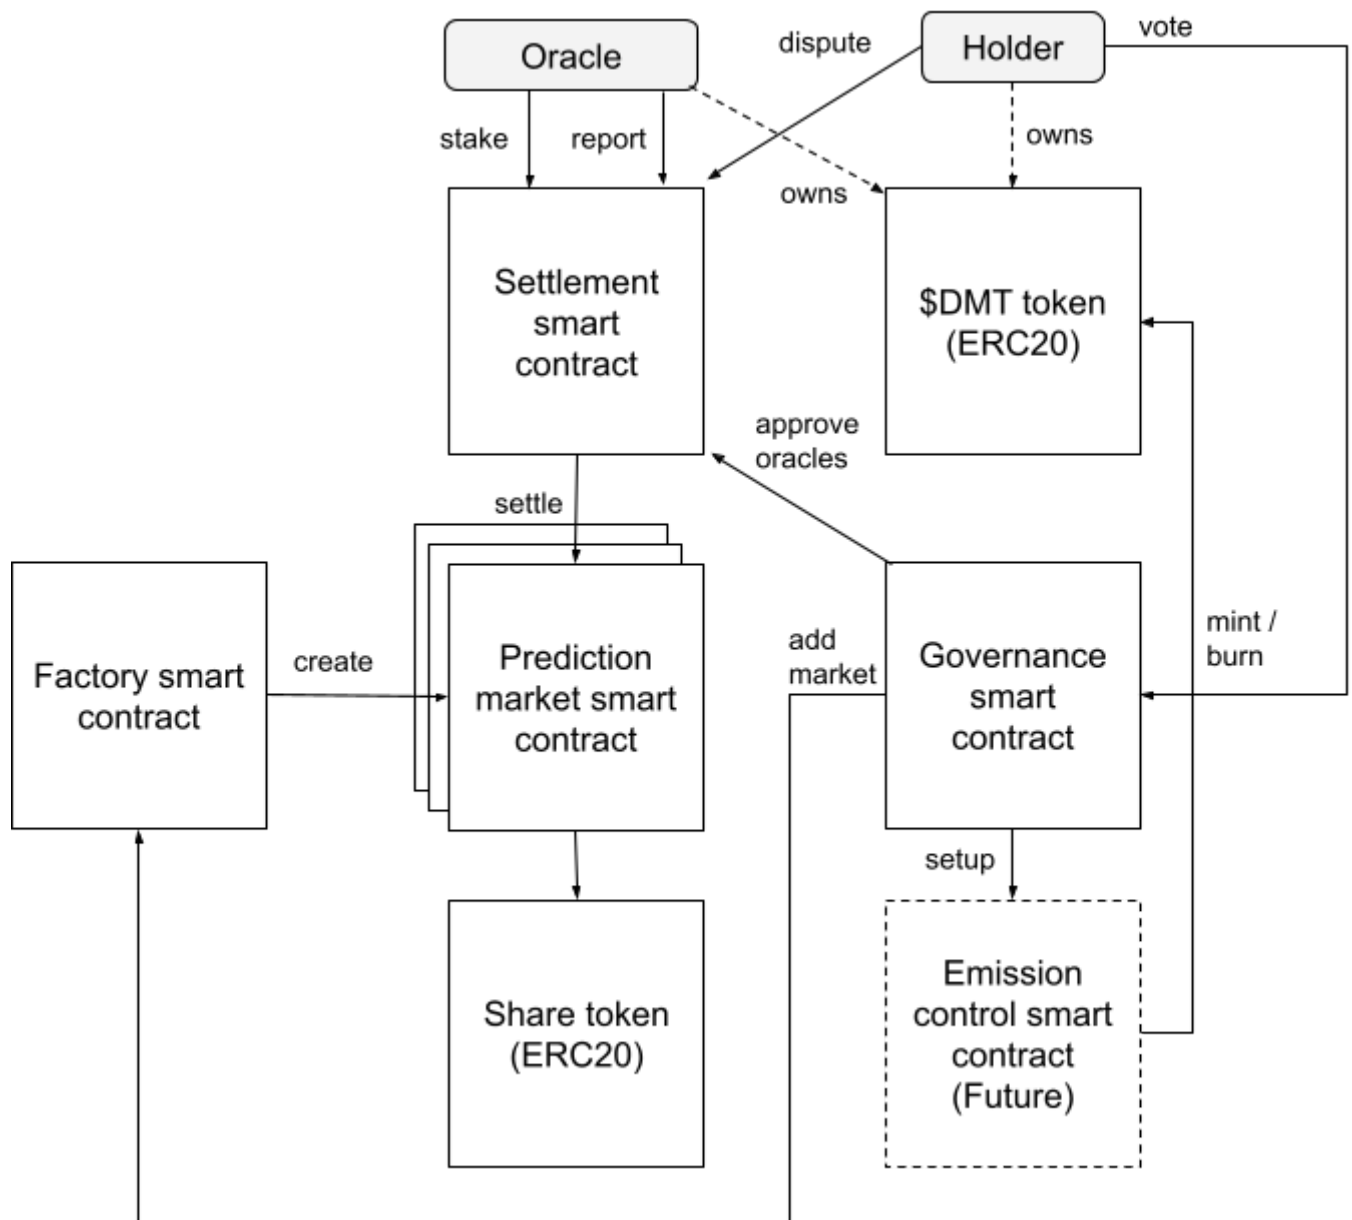 Oracle
Holder
dispute
vote
stake
report
owns
owns
Settlement
smart
contract
$DMT token
(ERC20)
approve
oracles
settle
Factory smart
contract
create
Prediction
market smart
contract
add
market
Governance
smart
contract
mint /
burn
setup
Share token
(ERC20)
Emission
control smart
contract
(Future)